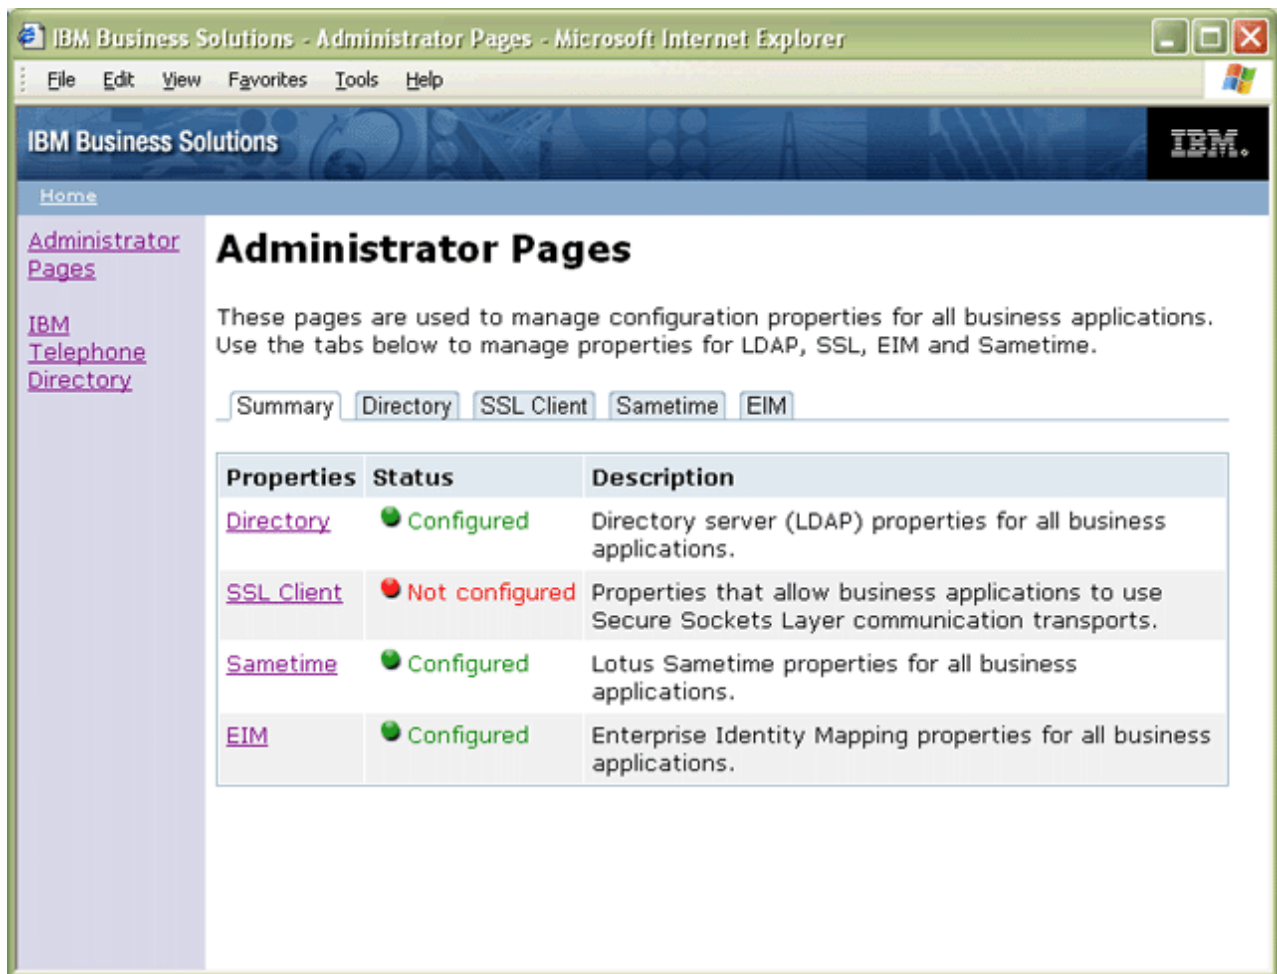 IBM Business Solutions - Administrator Pages - Microsoft Internet Explorer
File Edit View Favorites Tools Help
IBM Business Solutions
IBM.
Home
Administrator
Pages
IBM
Telephone
Directory
Administrator Pages
These pages are used to manage configuration properties for all business applications.
Use the tabs below to manage properties for LDAP, SSL, EIM and Sametime.
Summary Directory SSL Client Sametime EIM
Properties Status Description
Directory Configured Directory server (LDAP) properties for all business
applications.
SSL Client Not configured Properties that allow business applications to use
Secure Sockets Layer communication transports.
Sametime Configured Lotus Sametime properties for all business
applications.
EIM Configured Enterprise Identity Mapping properties for all business
applications.